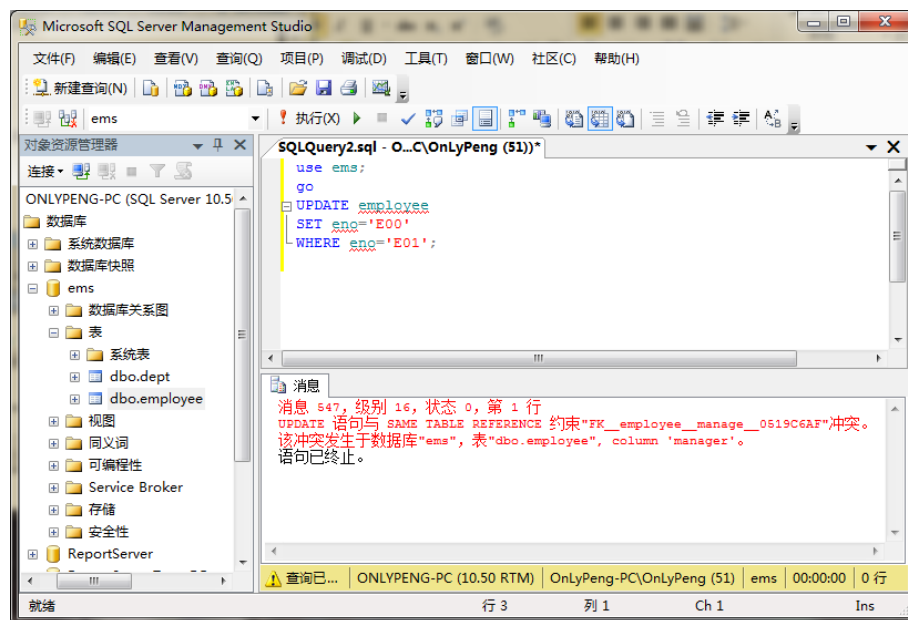 Microsoft SQL Server Management Studio
文件(F) 编辑(E) 查看(V) 查询(Q) 项目(P) 调试(D) 工具(T) 窗口(W) 社区(C) 帮助(H)
新建查询(N)
ems 执行(X)
对象资源管理器
连接
ONLYPENG-PC (SQL Server 10.5
数据库
系统数据库
数据库快照
ems
数据库关系图
表
系统表
dbo.dept
dbo.employee
视图
同义词
可编程性
Service Broker
存储
安全性
ReportServer
SQLQuery2.sql - O...C\OnLyPeng (51))*
use ems;
go
UPDATE employee
SET eno='E00'
WHERE eno='E01';
消息
消息 547，级别 16，状态 0，第 1 行
UPDATE 语句与 SAME TABLE REFERENCE 约束"FK__employee__manage__0519C6AF"冲突。
该冲突发生于数据库"ems"，表"dbo.employee", column 'manager'。
语句已终止。
查询已... ONLYPENG-PC (10.50 RTM) OnLyPeng-PC\OnLyPeng (51) ems 00:00:00 0 行
就绪 行 3 列 1 Ch 1 Ins